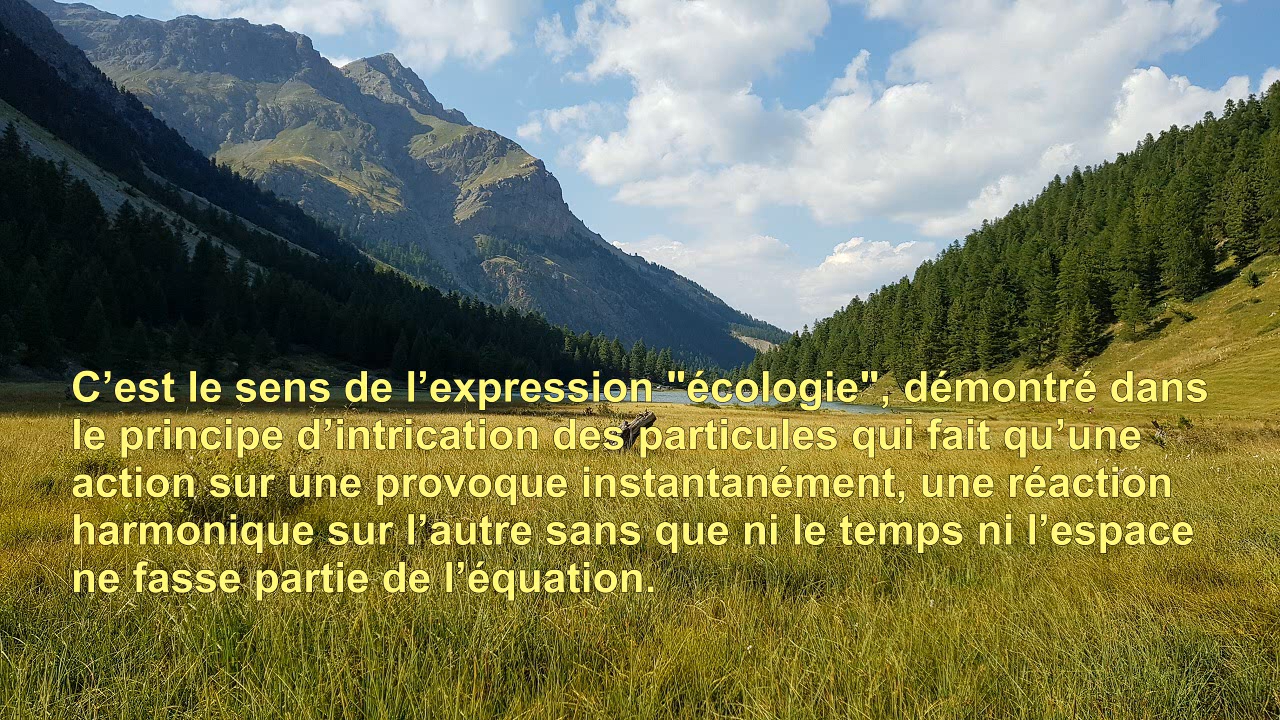 C’est le sens de l’expression "écologie", démontré dans
le principe d’intrication des particules qui fait qu’une
action sur une provoque instantanément, une réaction
harmonique sur l’autre sans que ni le temps ni l’espace
ne fasse partie de l’équation.